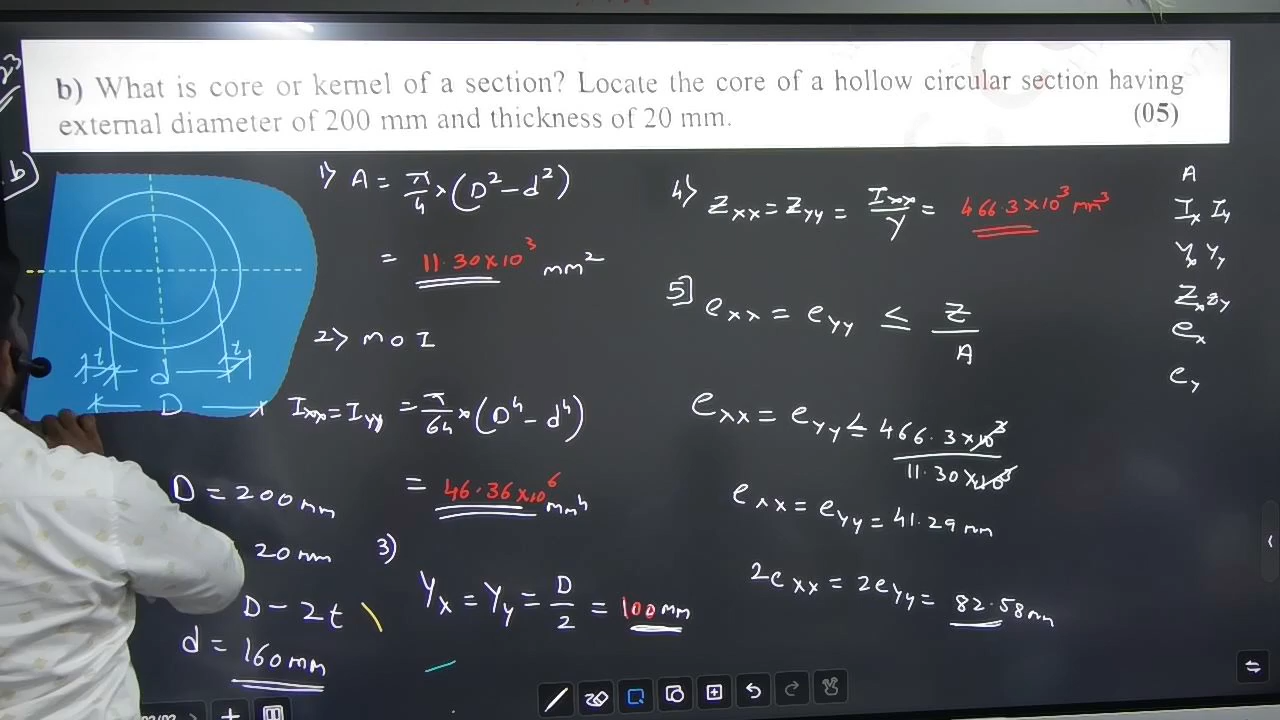 23
b) What is core or kernel of a section? Locate the core of a hollow circular section having
external diameter of 200 mm and thickness of 20 mm. (05)
b)
t t
d
D
D = 200 mm
20 mm
D - 2t
d = 160 mm
1) A = π/4 × (D² - d²)
= 11.30×10³ mm²
2) M O I
Ixx = Iyy = π/64 × (D⁴ - d⁴)
= 46.36×10⁶ mm⁴
3)
Yx = Yy = D/2 = 100 mm
4) Zxx = Zyy = Ixx/Y = 466.3×10³ mm³
5] exx = eyy ≤ Z/A
exx = eyy ≤ 466.3×10³/11.30×10³
exx = eyy = 41.29 mm
2exx = 2eyy = 82.58 mm
A
Ix Iy
Yx Yy
Zx Zy
ex
ey